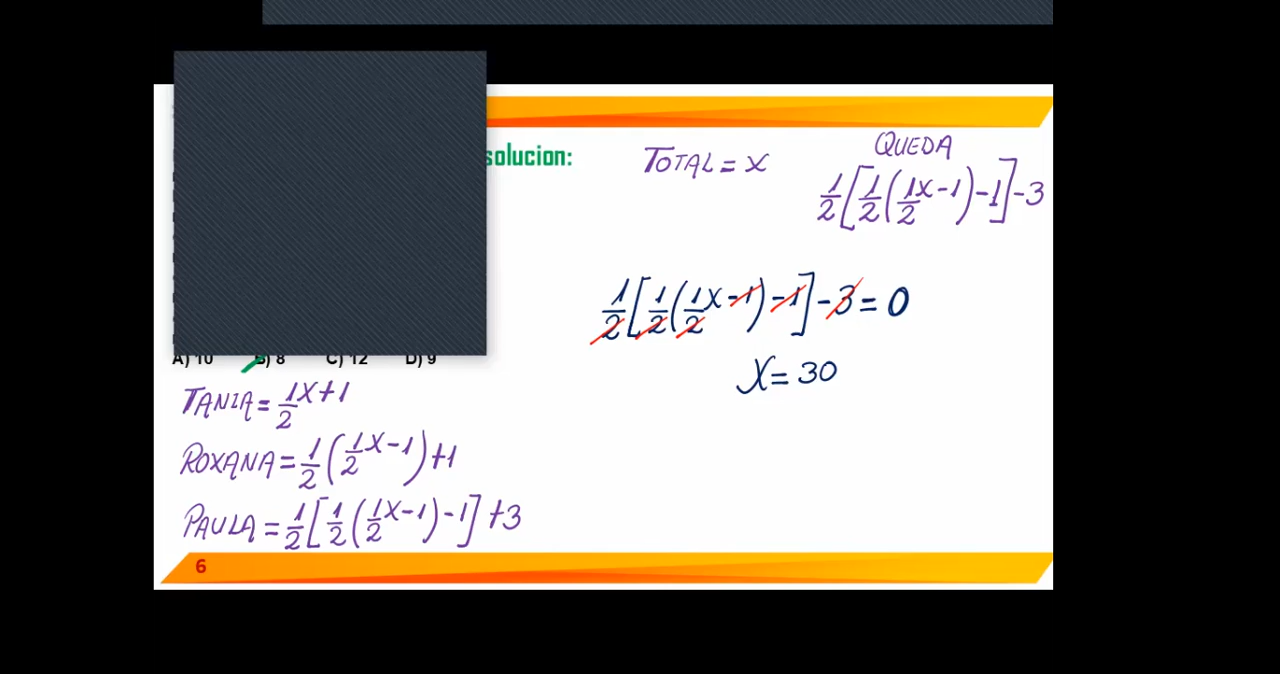 solucion:
TOTAL = X
QUEDA
1/2[1/2(1/2X-1)-1]-3
1/2[1/2(1/2X-1)-1]-3=0
X=30
A) 10 B) 8 C) 12 D) 9
TANIA = 1/2X+1
ROXANA = 1/2(1/2X-1)+1
PAULA = 1/2[1/2(1/2X-1)-1]+3
6